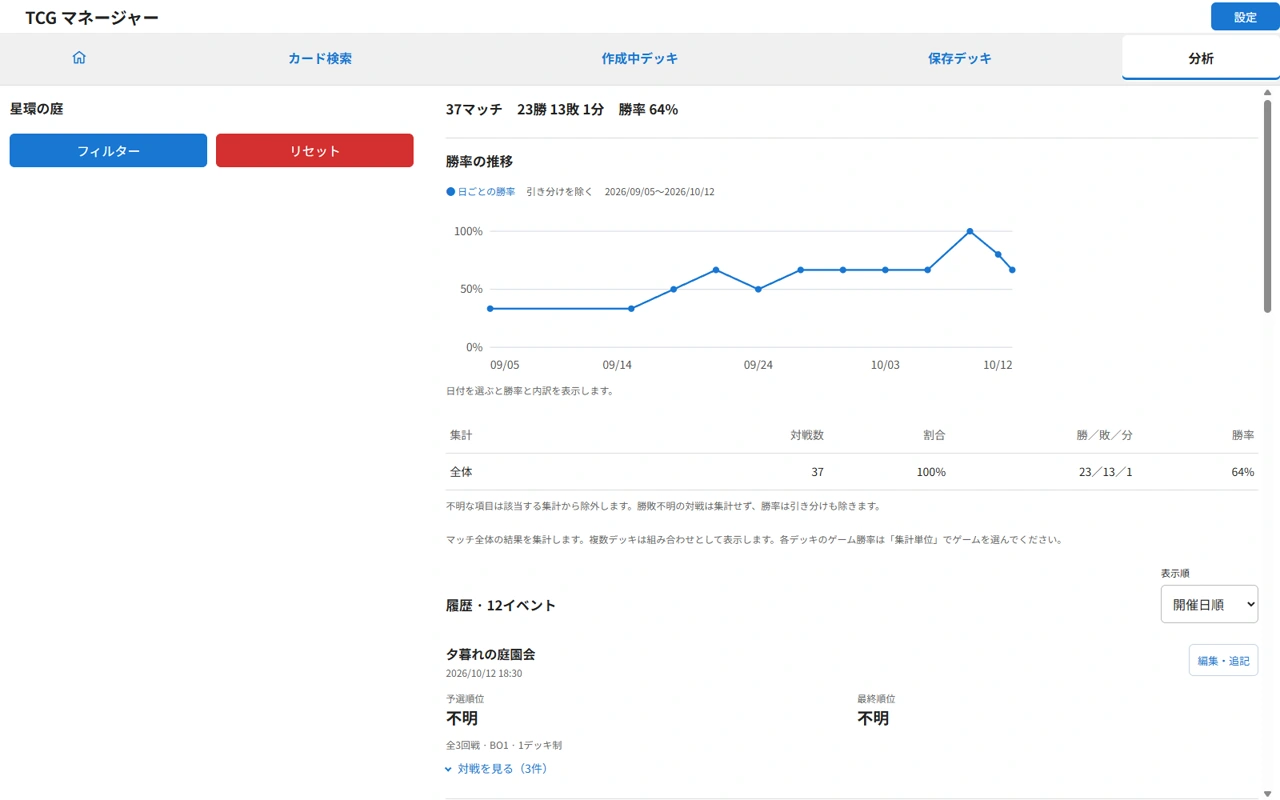 TCG マネージャー
設定
カード検索
作成中デッキ
保存デッキ
分析
星環の庭
フィルター
リセット
37マッチ 23勝 13敗 1分 勝率 64%
勝率の推移
日ごとの勝率 引き分けを除く 2026/09/05〜2026/10/12
100%
50%
0%
09/05 09/14 09/24 10/03 10/12
日付を選ぶと勝率と内訳を表示します。
集計 対戦数 割合 勝／敗／分 勝率
全体 37 100% 23／13／1 64%
不明な項目は該当する集計から除外します。勝敗不明の対戦は集計せず、勝率は引き分けも除きます。
マッチ全体の結果を集計します。複数デッキは組み合わせとして表示します。各デッキのゲーム勝率は「集計単位」でゲームを選んでください。
表示順
履歴・12イベント
開催日順
夕暮れの庭園会
編集・追記
2026/10/12 18:30
予選順位 最終順位
不明 不明
全3回戦・BO1・1デッキ制
対戦を見る（3件）